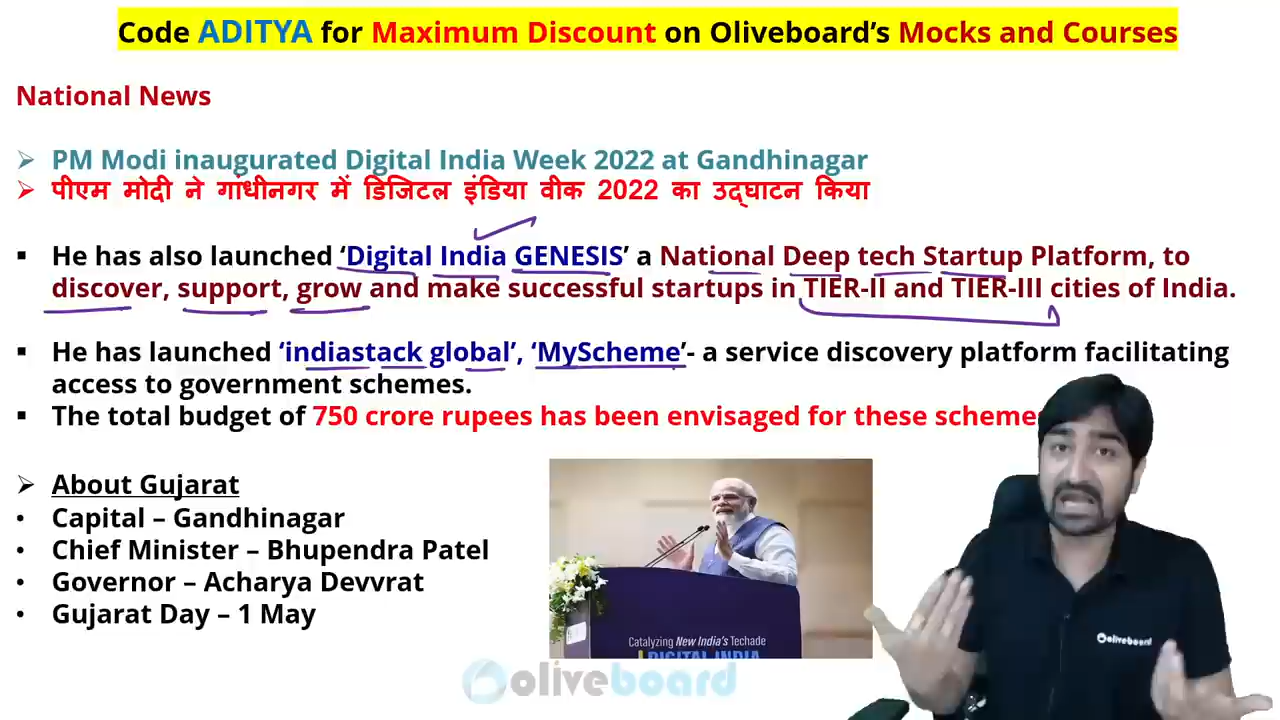 Code ADITYA for Maximum Discount on Oliveboard’s Mocks and Courses
National News
➢ PM Modi inaugurated Digital India Week 2022 at Gandhinagar
➢ पीएम मोदी ने गांधीनगर में डिजिटल इंडिया वीक 2022 का उद्घाटन किया
▪ He has also launched ‘Digital India GENESIS’ a National Deep tech Startup Platform, to
discover, support, grow and make successful startups in TIER-II and TIER-III cities of India.
▪ He has launched ‘indiastack global’, ‘MyScheme’- a service discovery platform facilitating
access to government schemes.
▪ The total budget of 750 crore rupees has been envisaged for these scheme
➢ About Gujarat
• Capital – Gandhinagar
• Chief Minister – Bhupendra Patel
• Governor – Acharya Devvrat
• Gujarat Day – 1 May
Catalyzing New India's Techade
DIGITAL INDIA
oliveboard
oliveboard